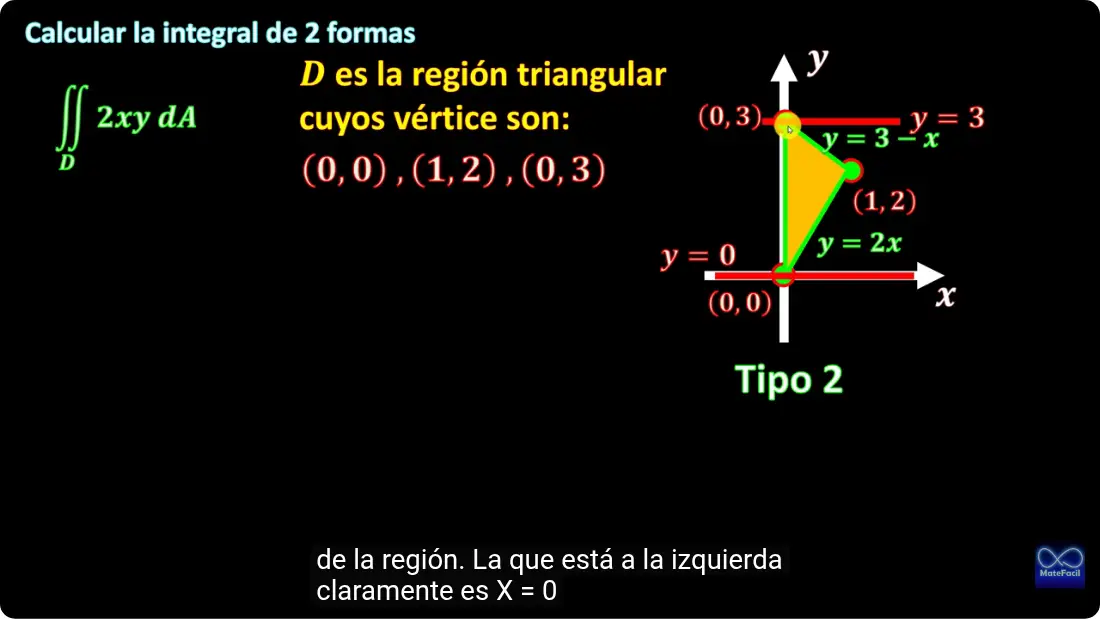 Calcular la integral de 2 formas
∬ 2xy dA
D
D es la región triangular
cuyos vértice son:
(0, 0) , (1, 2) , (0, 3)
y
(0, 3)
y = 3
y = 3 − x
(1, 2)
y = 2x
y = 0
(0, 0)
x
Tipo 2
de la región. La que está a la izquierda
claramente es X = 0
MateFacil